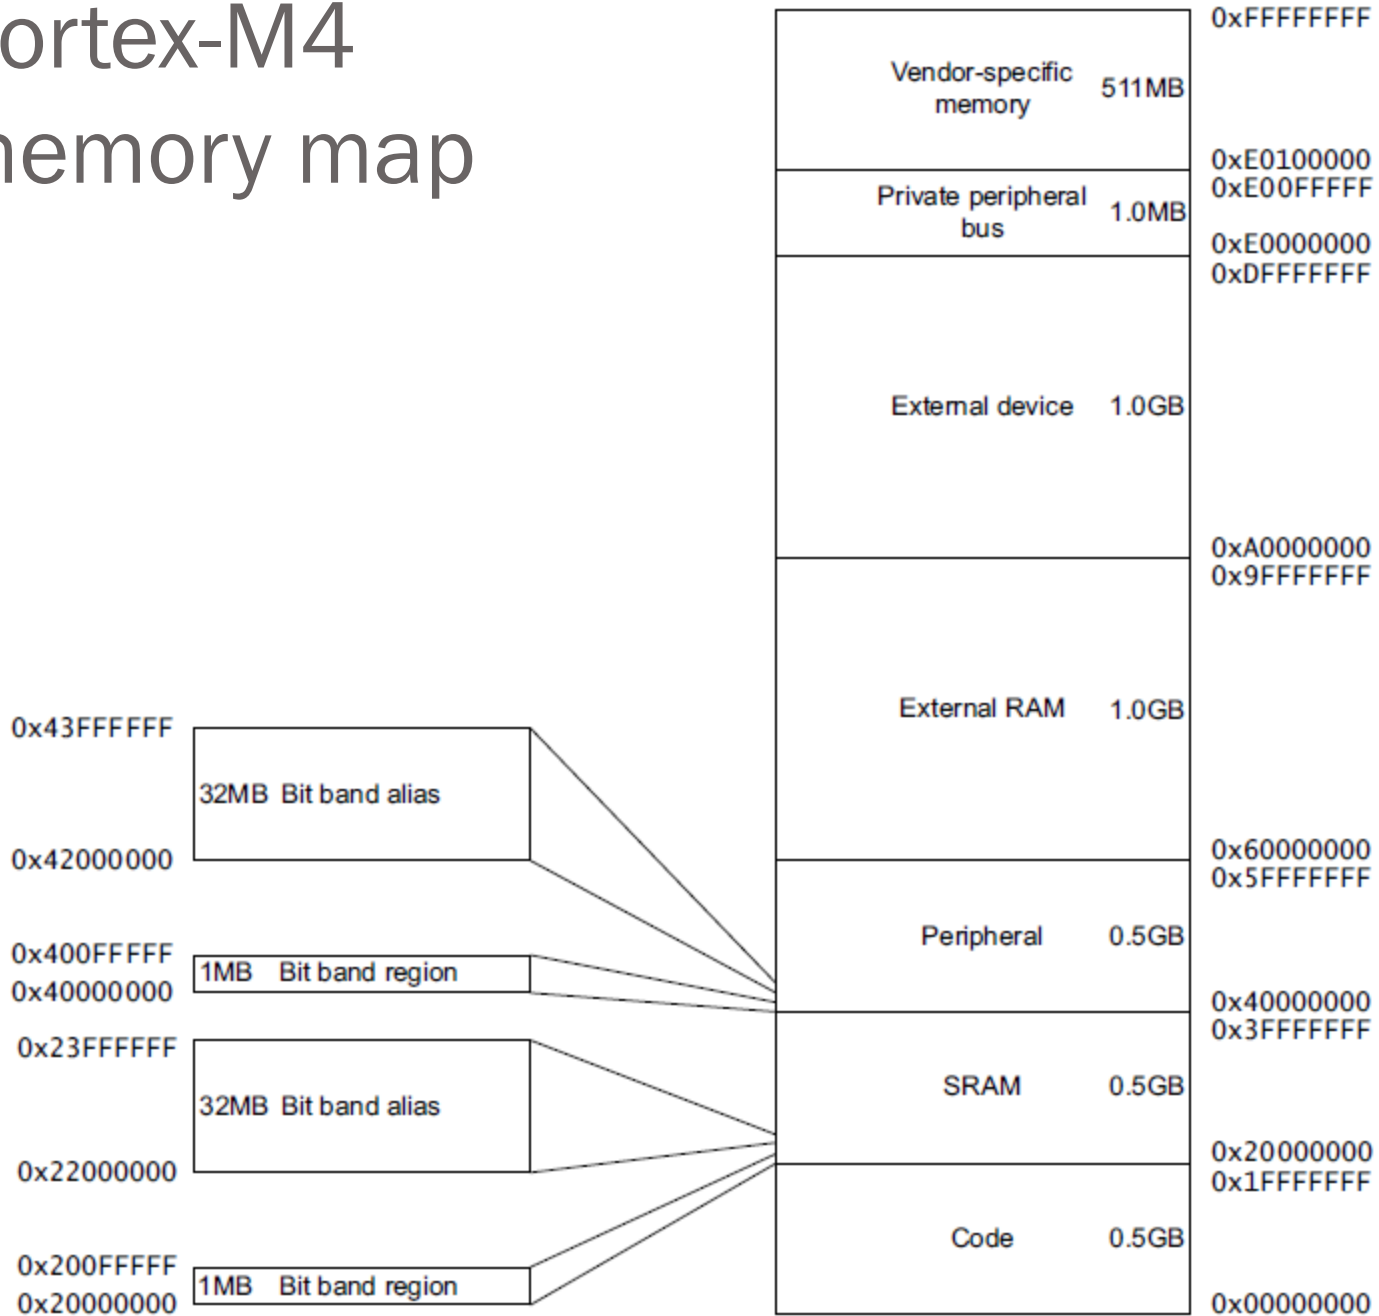 ortex-M4
memory map
0xFFFFFFFF
Vendor-specific
memory
511MB
0xE0100000
0xE00FFFFF
Private peripheral
bus
1.0MB
0xE0000000
0xDFFFFFFF
External device 1.0GB
0xA0000000
0x9FFFFFFF
External RAM 1.0GB
0x60000000
0x5FFFFFFF
Peripheral 0.5GB
0x40000000
0x3FFFFFFF
SRAM 0.5GB
0x20000000
0x1FFFFFFF
Code 0.5GB
0x00000000
0x43FFFFFF
32MB Bit band alias
0x42000000
0x400FFFFF
1MB Bit band region
0x40000000
0x23FFFFFF
32MB Bit band alias
0x22000000
0x200FFFFF
1MB Bit band region
0x20000000